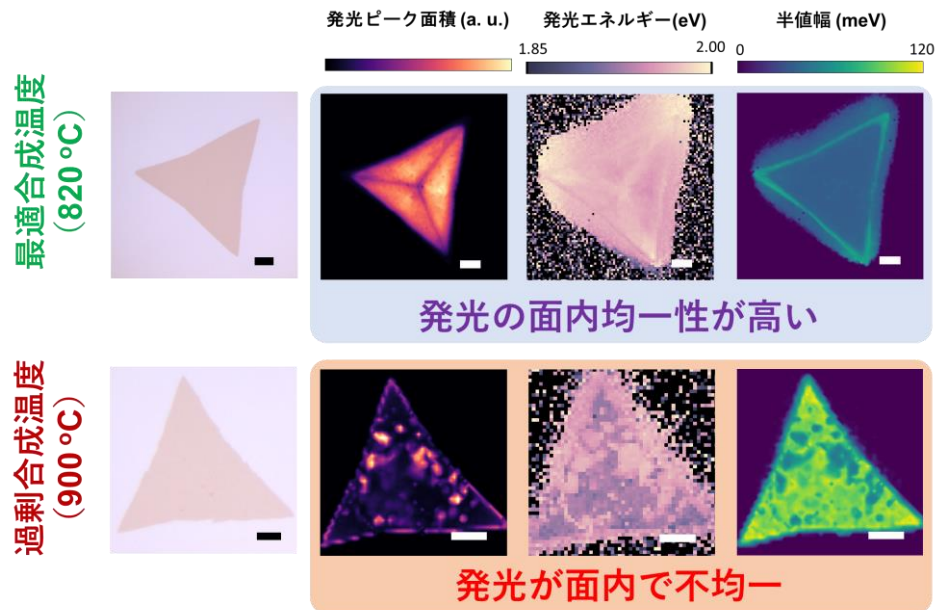 発光ピーク面積 (a. u.)
発光エネルギー(eV)
半値幅 (meV)
1.85
2.00
0
120
最適合成温度
（820 ºC）
発光の面内均一性が高い
過剰合成温度
（900 ºC）
発光が面内で不均一